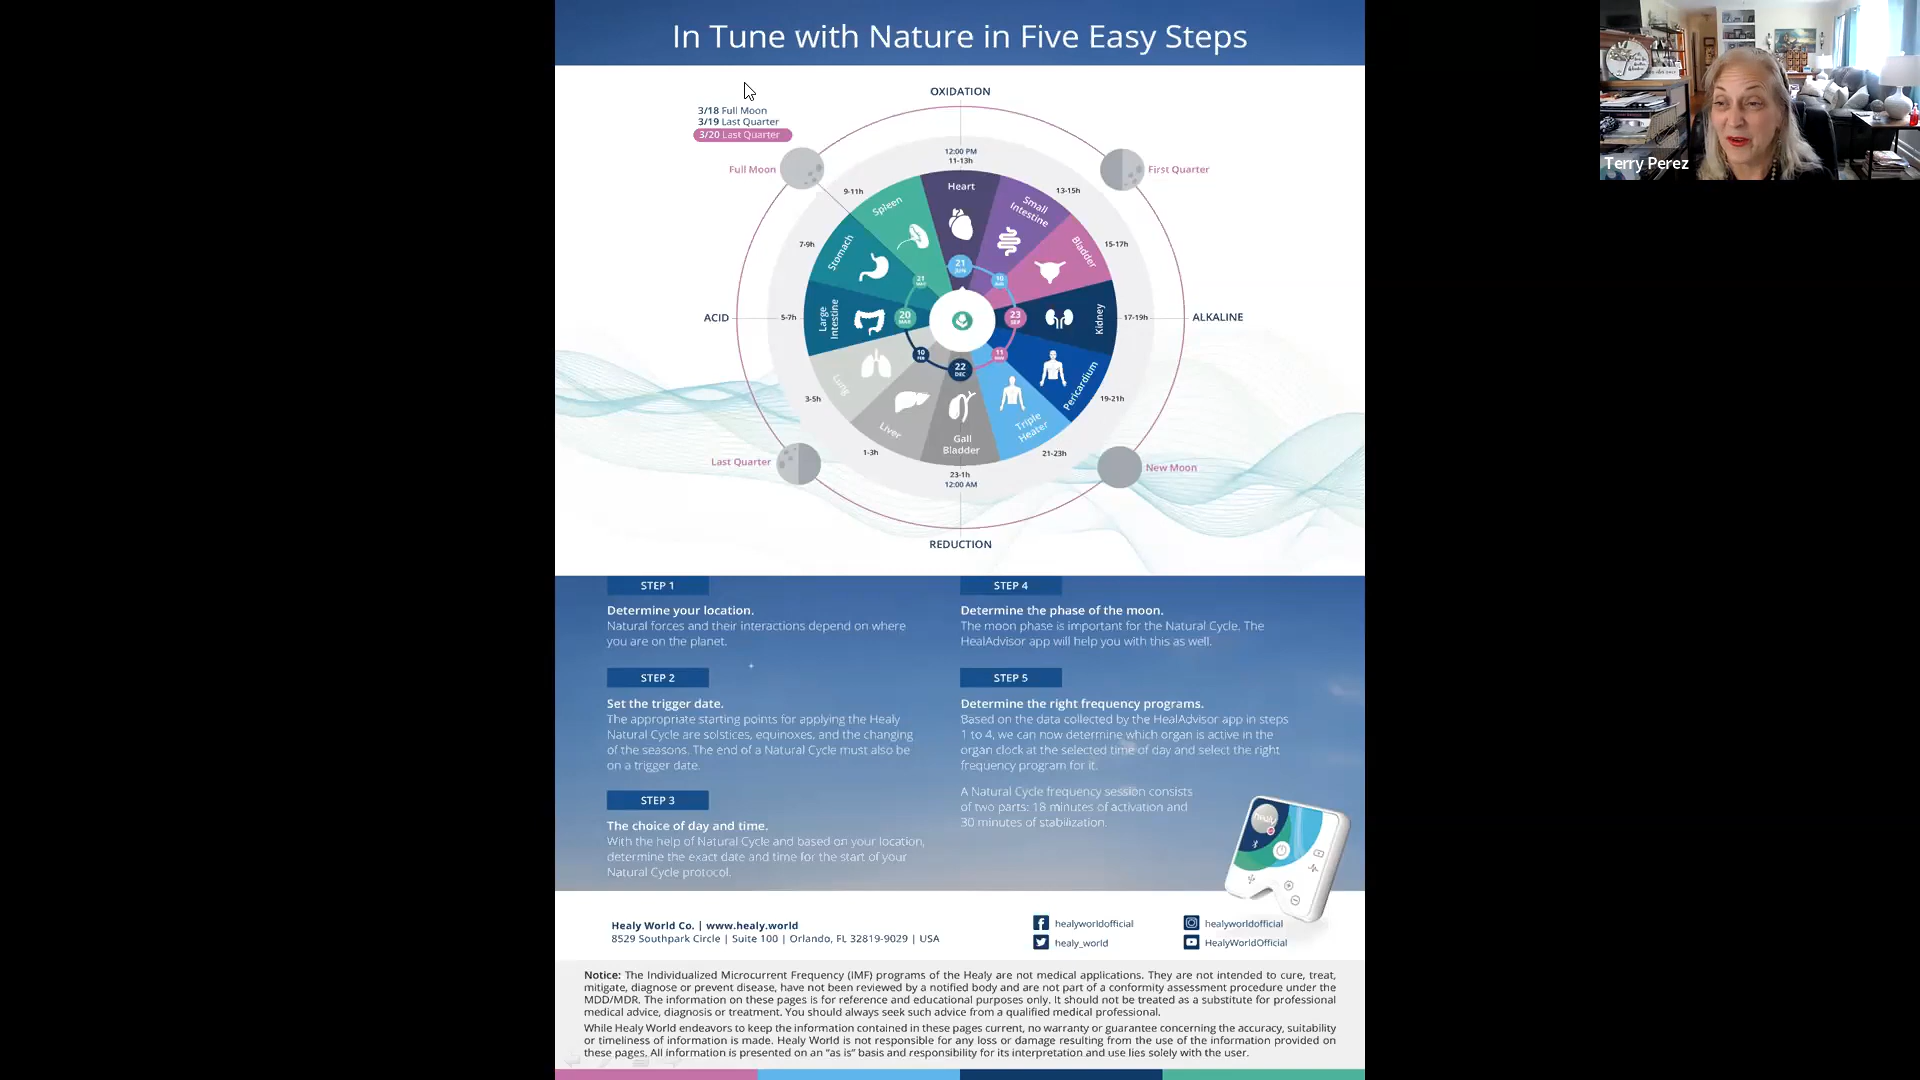 In Tune with Nature in Five Easy Steps
OXIDATION
3/18 Full Moon
3/19 Last Quarter
3/20 Last Quarter
Full Moon
First Quarter
12:00 PM
11-13h
9-11h
13-15h
Heart
Spleen
Small
Intestine
7-9h
15-17h
Stomach
Bladder
21
JUN
21
10
ACID
5-7h
Large
Intestine
20
MAR
23
SEP
Kidney
17-19h
ALKALINE
10
FEB
11
22
DEC
Lung
Pericardium
3-5h
19-21h
Liver
Gall
Bladder
Triple
Heater
1-3h
21-23h
Last Quarter
New Moon
23-1h
12:00 AM
REDUCTION
STEP 1
Determine your location.
Natural forces and their interactions depend on where
you are on the planet.
STEP 2
Set the trigger date.
The appropriate starting points for applying the Healy
Natural Cycle are solstices, equinoxes, and the changing
of the seasons. The end of a Natural Cycle must also be
on a trigger date.
STEP 3
The choice of day and time.
With the help of Natural Cycle and based on your location,
determine the exact date and time for the start of your
Natural Cycle protocol.
STEP 4
Determine the phase of the moon.
The moon phase is important for the Natural Cycle. The
HealAdvisor app will help you with this as well.
STEP 5
Determine the right frequency programs.
Based on the data collected by the HealAdvisor app in steps
1 to 4, we can now determine which organ is active in the
organ clock at the selected time of day and select the right
frequency program for it.
A Natural Cycle frequency session consists
of two parts: 18 minutes of activation and
30 minutes of stabilization.
healy
Healy World Co. | www.healy.world
8529 Southpark Circle | Suite 100 | Orlando, FL 32819-9029 | USA
healyworldofficial
healyworldofficial
healy_world
HealyWorldOfficial
Notice: The Individualized Microcurrent Frequency (IMF) programs of the Healy are not medical applications. They are not intended to cure, treat,
mitigate, diagnose or prevent disease, have not been reviewed by a notified body and are not part of a conformity assessment procedure under the
MDD/MDR. The information on these pages is for reference and educational purposes only. It should not be treated as a substitute for professional
medical advice, diagnosis or treatment. You should always seek such advice from a qualified medical professional.
While Healy World endeavors to keep the information contained in these pages current, no warranty or guarantee concerning the accuracy, suitability
or timeliness of information is made. Healy World is not responsible for any loss or damage resulting from the use of the information provided on
these pages. All information is presented on an "as is" basis and responsibility for its interpretation and use lies solely with the user.
Terry Perez